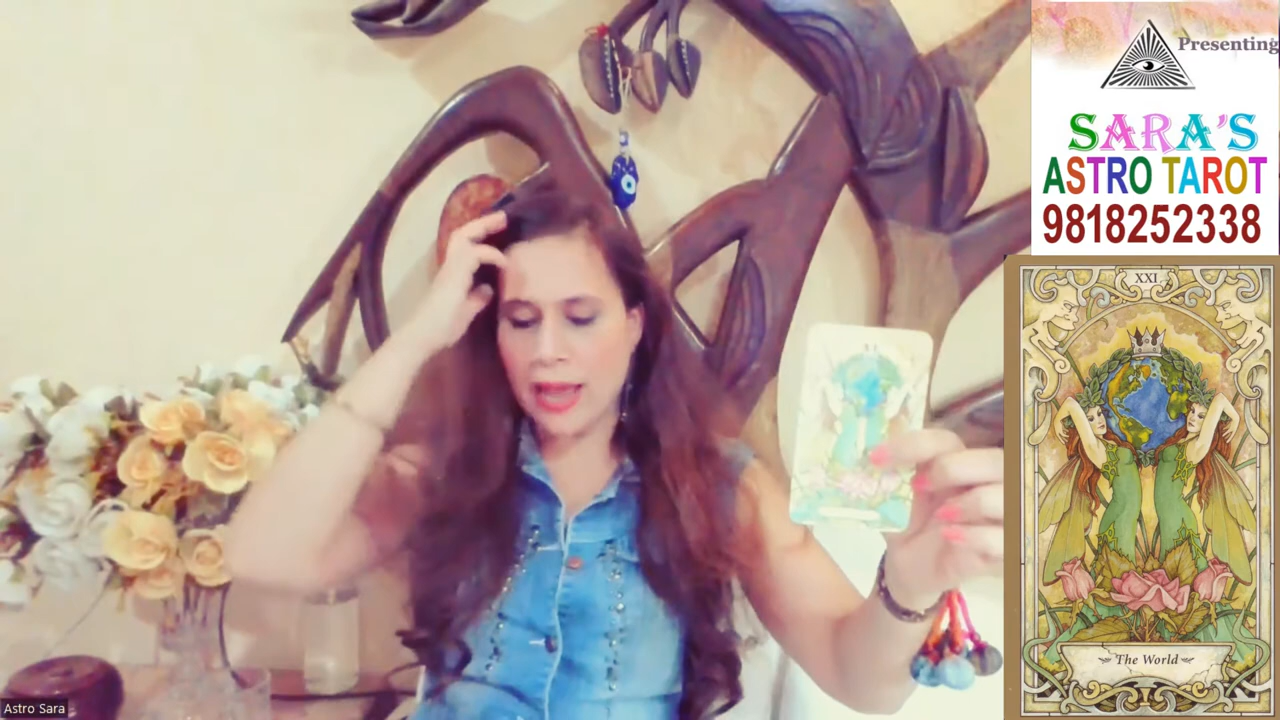 Presenting
SARA'S
ASTRO TAROT
9818252338
XXI
The World
Astro Sara